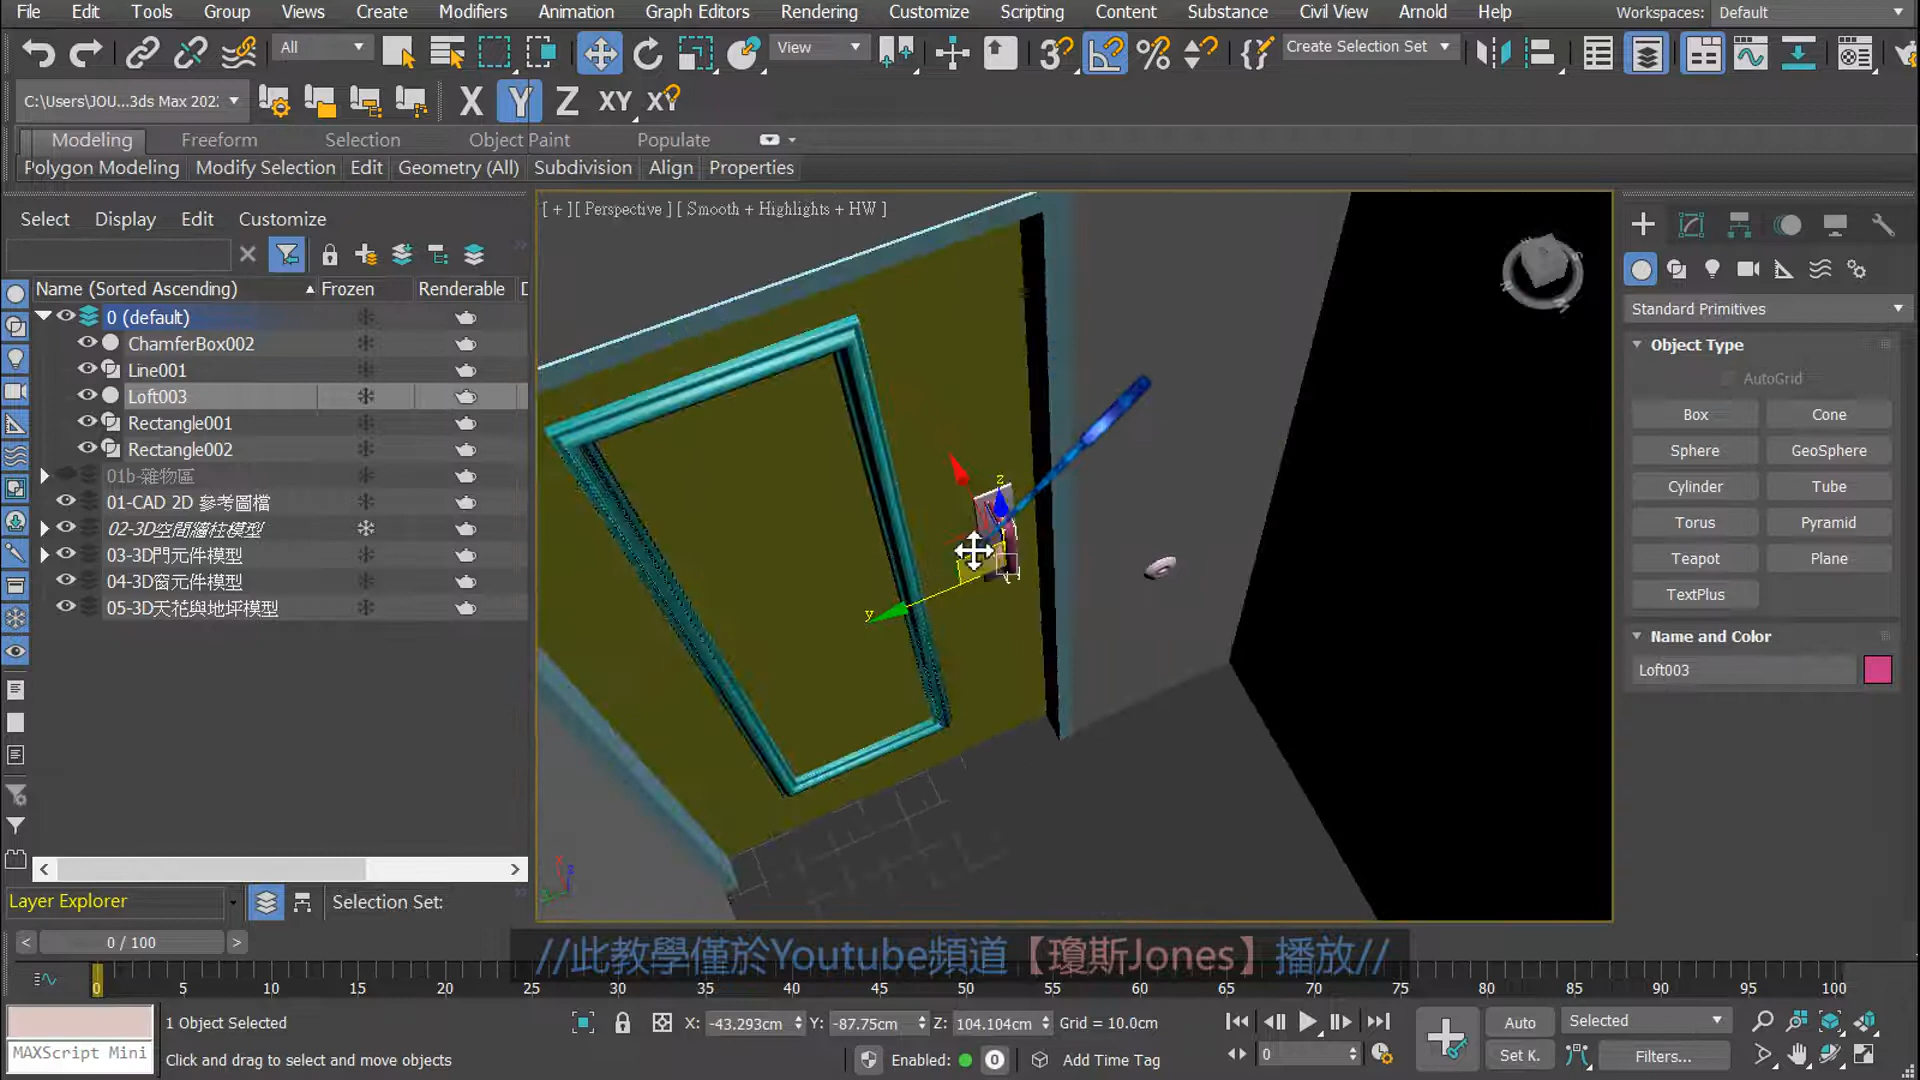 File Edit Tools Group Views Create Modifiers Animation Graph Editors Rendering Customize Scripting Content Substance Civil View Arnold Help Workspaces: Default
All View Create Selection Set
C:\Users\JOU...3ds Max 202 X Y Z XY XY
Modeling Freeform Selection Object Paint Populate
Polygon Modeling Modify Selection Edit Geometry (All) Subdivision Align Properties
Select Display Edit Customize
Name (Sorted Ascending) Frozen Renderable
0 (default)
ChamferBox002
Line001
Loft003
Rectangle001
Rectangle002
01b-雜物區
01-CAD 2D 參考圖檔
02-3D空間牆柱模型
03-3D門元件模型
04-3D窗元件模型
05-3D天花與地坪模型
[ + ][ Perspective ] [ Smooth + Highlights + HW ]
z
y
Standard Primitives
Object Type
AutoGrid
Box Cone
Sphere GeoSphere
Cylinder Tube
Torus Pyramid
Teapot Plane
TextPlus
Name and Color
Loft003
Layer Explorer Selection Set:
0 / 100
//此教學僅於Youtube頻道【瓊斯Jones】播放//
0 5 10 15 20 25 30 35 40 45 50 55 60 65 70 75 80 85 90 95 100
1 Object Selected X: -43.293cm Y: -87.75cm Z: 104.104cm Grid = 10.0cm Auto Selected
MAXScript Mini Click and drag to select and move objects Enabled: 0 Add Time Tag 0 Set K. Filters...